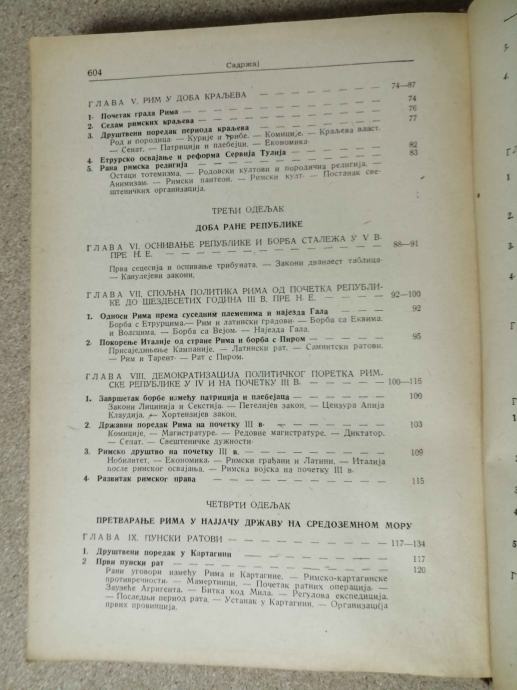 604
Садржај
ГЛАВА V. РИМ У ДОБА КРАЉЕВА — — — — — — — — 74—87
1· Почетак града Рима — — — — — — — — — — 74
2· Седам римских краљева — — — — — — — — — 76
3. Друштвени поредак периода краљева — — — — — — 77
Род и породица — Курије и трибе. — Комиције. — Краљева власт.
— Сенат. — Патрицији и плебејци. — Економика
4. Етрурско освајање и реформа Сервија Тулија — — — — 82
5. Рана римска религија — — — — — — — — — — 83
Остаци тотемизма. — Родовски култови и породична религија. —
Анимизам. — Римски пантеон. — Римски култ — Постанак све-
штеничких организација.
ТРЕЋИ ОДЕЉАК
ДОБА РАНЕ РЕПУБЛИКЕ
ГЛАВА VI. ОСНИВАЊЕ РЕПУБЛИКЕ И БОРБА СТАЛЕЖА У V В.
ПРЕ Н. Е. — — — — — — — — — — — — — 88—91
Прва сецесија и оснивање трибуната. — Закони дванаест таблица·
— Канулејеви закони.
ГЛАВА VII. СПОЉНА ПОЛИТИКА РИМА ОД ПОЧЕТКА РЕПУБЛИ-
КЕ ДО ШЕЗДЕСЕТИХ ГОДИНА III В. ПРЕ Н. Е. — — — 92—100
1. Односи Рима према суседним племенима и најезда Гала — — 92
Борба с Етрурцима.— Рим и латински градови· — Борба са Еквима
и Волсцима. — Борба са Вејом. — Најезда Гала.
2· Покорење Италије од стране Рима и борба с Пиром — — — 95
Присаједињење Кампаније. — Латински рат. — Самнитски ратови.
— Рим и Тарент· — Рат с Пиром.
ГЛАВА VIII. ДЕМОКРАТИЗАЦИЈА ПОЛИТИЧКОГ ПОРЕТКА РИМ-
СКЕ РЕПУБЛИКЕ У IV И НА ПОЧЕТКУ III В. — — — — 100—116
1. Завршетак борбе између патриција и плебејаца — — — — 100
Закони Лицинија и Секстија. — Петелијев закон. — Цензура Апија
Клаудија. — Хортензијев закон.
2. Државни поредак Рима на почетку III в· — — — — — — 103
Комиције. — Магистратуре. — Редовне магистратуре. — Диктатор.
— Сенат. — Свештеничке дужности·
3. Римско друштво на почетку III в. — — — — — — — 109
Нобилитет. — Економика. — Римски грађани и Латини. — Италија
после римског освајања. — Римска војска на почетку III в.
4· Развитак римског права — — — — — — — — — 115
ЧЕТВРТИ ОДЕЉАК
ПРЕТВАРАЊЕ РИМА У НАЈЈАЧУ ДРЖАВУ НА СРЕДОЗЕМНОМ МОРУ
ГЛАВА IX. ПУНСКИ РАТОВИ — — — — — — — — — 117—134
1. Друштвени поредак у Картагини — — — — — — — 117
2 Први пунски рат — — — — — — — — — — — 120
Рани уговори између Рима и Картагине. — Римско-картагинске
противречности. — Мамертинци. — Почетак ратних операција. —
Заузеће Агригента. — Битка код Мила. — Регулова експедиција.
— Последњи период рата. — Устанак у Картагини. — Организација
првих провинција.